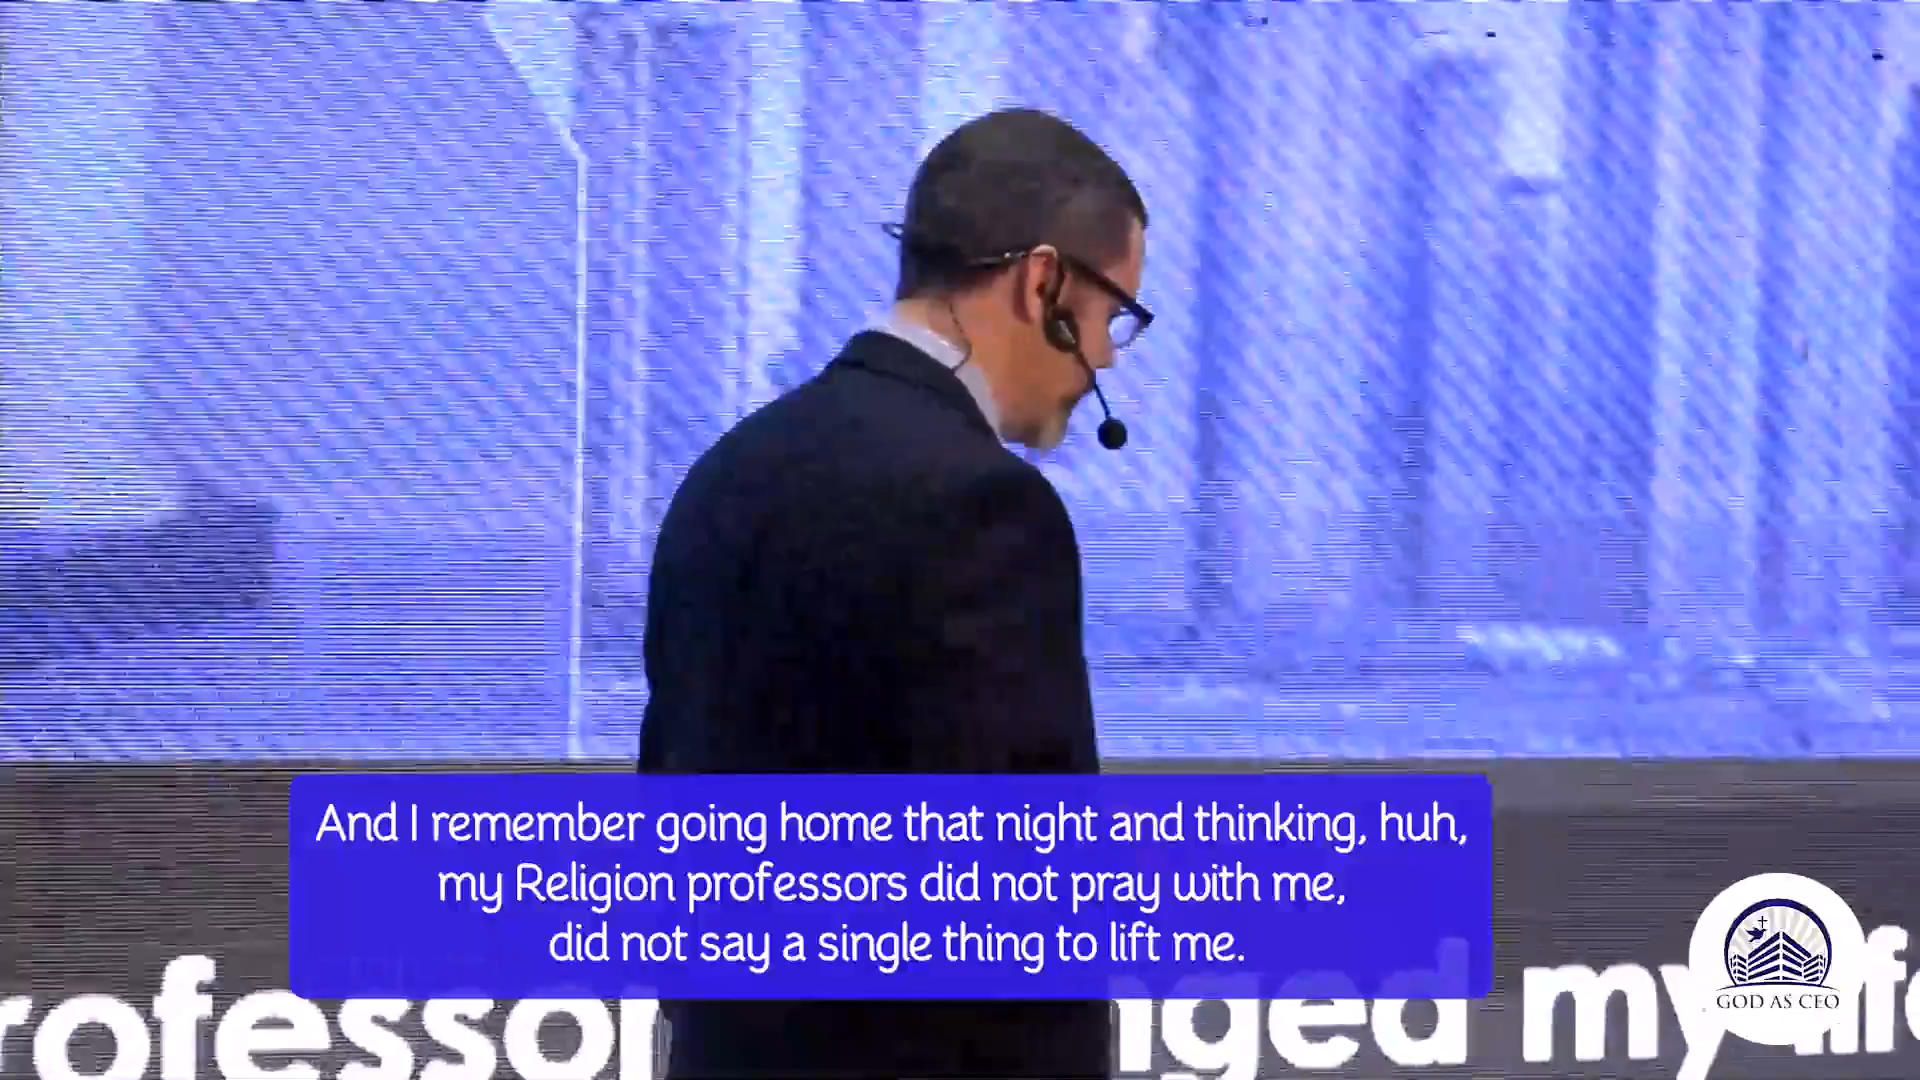 And I remember going home that night and thinking, huh,
my Religion professors did not pray with me,
did not say a single thing to lift me.
GOD AS CEO
my